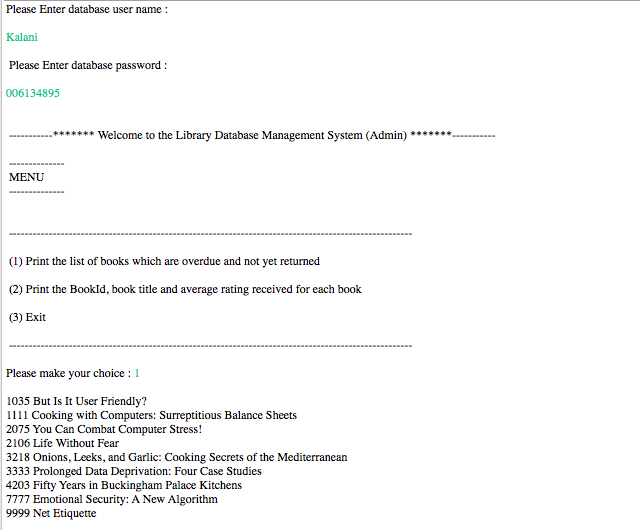 Please Enter database user name :
Kalani
Please Enter database password :
006134895
-----------******* Welcome to the Library Database Management System (Admin) *******-----------
--------------
MENU
--------------
-------------------------------------------------------------------------------------------------------
(1) Print the list of books which are overdue and not yet returned
(2) Print the BookId, book title and average rating received for each book
(3) Exit
-------------------------------------------------------------------------------------------------------
Please make your choice : 1
1035 But Is It User Friendly?
1111 Cooking with Computers: Surreptitious Balance Sheets
2075 You Can Combat Computer Stress!
2106 Life Without Fear
3218 Onions, Leeks, and Garlic: Cooking Secrets of the Mediterranean
3333 Prolonged Data Deprivation: Four Case Studies
4203 Fifty Years in Buckingham Palace Kitchens
7777 Emotional Security: A New Algorithm
9999 Net Etiquette